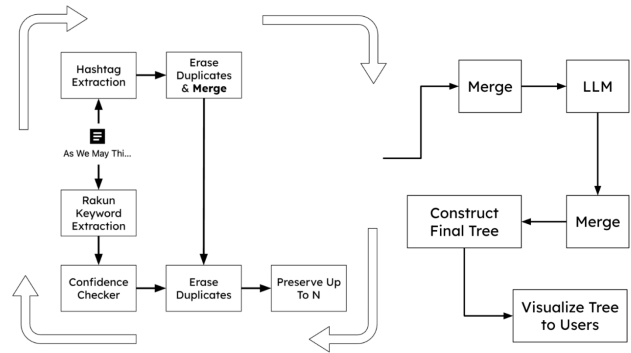 Hashtag
Extraction
Erase
Duplicates
& Merge
As We May Thi...
Rakun
Keyword
Extraction
Confidence
Checker
Erase
Duplicates
Preserve Up
To N
Merge
LLM
Merge
Construct
Final Tree
Visualize Tree
to Users